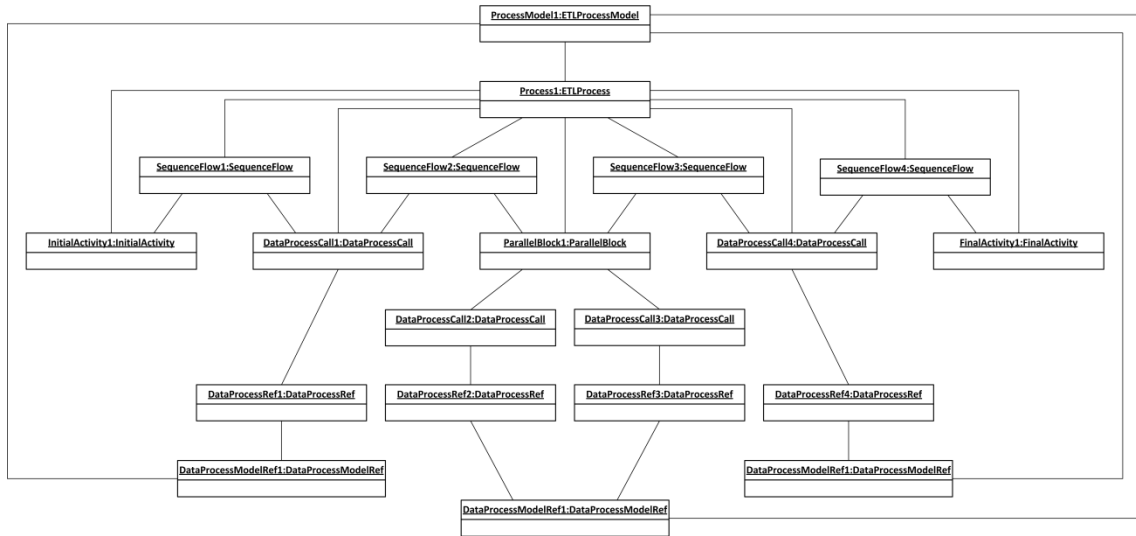 ProcessModel1:ETLProcessModel
Process1:ETLProcess
SequenceFlow1:SequenceFlow
SequenceFlow2:SequenceFlow
SequenceFlow3:SequenceFlow
SequenceFlow4:SequenceFlow
InitialActivity1:InitialActivity
DataProcessCall1:DataProcessCall
ParallelBlock1:ParallelBlock
DataProcessCall4:DataProcessCall
FinalActivity1:FinalActivity
DataProcessCall2:DataProcessCall
DataProcessCall3:DataProcessCall
DataProcessRef1:DataProcessRef
DataProcessRef2:DataProcessRef
DataProcessRef3:DataProcessRef
DataProcessRef4:DataProcessRef
DataProcessModelRef1:DataProcessModelRef
DataProcessModelRef1:DataProcessModelRef
DataProcessModelRef1:DataProcessModelRef